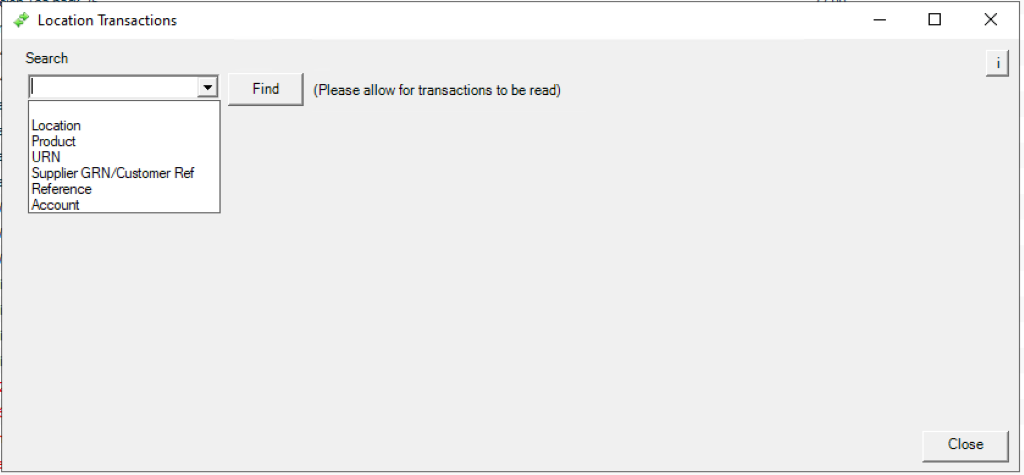 Location Transactions
Search
Find
(Please allow for transactions to be read)
i
Location
Product
URN
Supplier GRN/Customer Ref
Reference
Account
Close